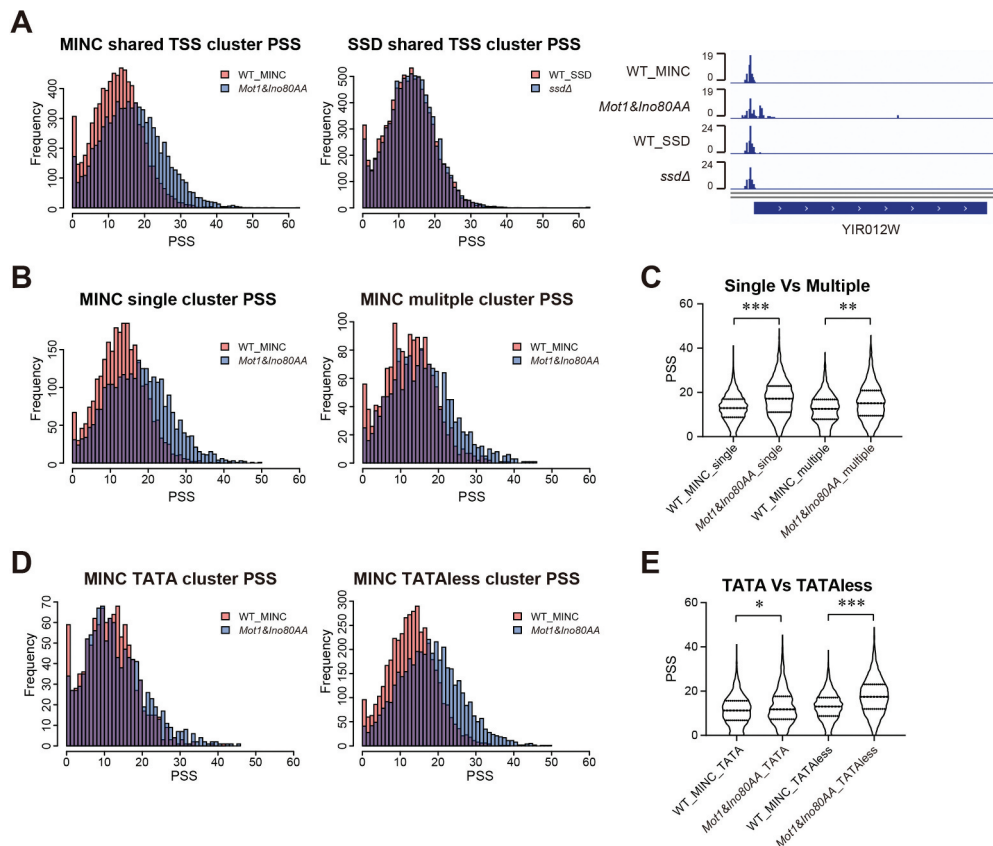 A
MINC shared TSS cluster PSS
WT_MINC
Mot1&Ino80AA
Frequency
0 100 200 300 400
0 10 20 30 40 50 60
PSS
SSD shared TSS cluster PSS
WT_SSD
ssdΔ
Frequency
0 100 200 300 400 500
0 10 20 30 40 50 60
PSS
WT_MINC
19
0
Mot1&Ino80AA
19
0
WT_SSD
24
0
ssdΔ
24
0
YIR012W
B
MINC single cluster PSS
WT_MINC
Mot1&Ino80AA
Frequency
0 50 100 150
0 10 20 30 40 50 60
PSS
MINC mulitple cluster PSS
WT_MINC
Mot1&Ino80AA
Frequency
0 20 40 60 80 100
0 10 20 30 40 50 60
PSS
C
Single Vs Multiple
*** **
PSS
60
40
20
0
WT_MINC_single
Mot1&Ino80AA_single
WT_MINC_multiple
Mot1&Ino80AA_multiple
D
MINC TATA cluster PSS
WT_MINC
Mot1&Ino80AA
Frequency
0 10 20 30 40 50 60 70
0 10 20 30 40 50 60
PSS
MINC TATAless cluster PSS
WT_MINC
Mot1&Ino80AA
Frequency
0 50 100 150 200 250 300
0 10 20 30 40 50 60
PSS
E
TATA Vs TATAless
* ***
PSS
60
40
20
0
WT_MINC_TATA
Mot1&Ino80AA_TATA
WT_MINC_TATAless
Mot1&Ino80AA_TATAless